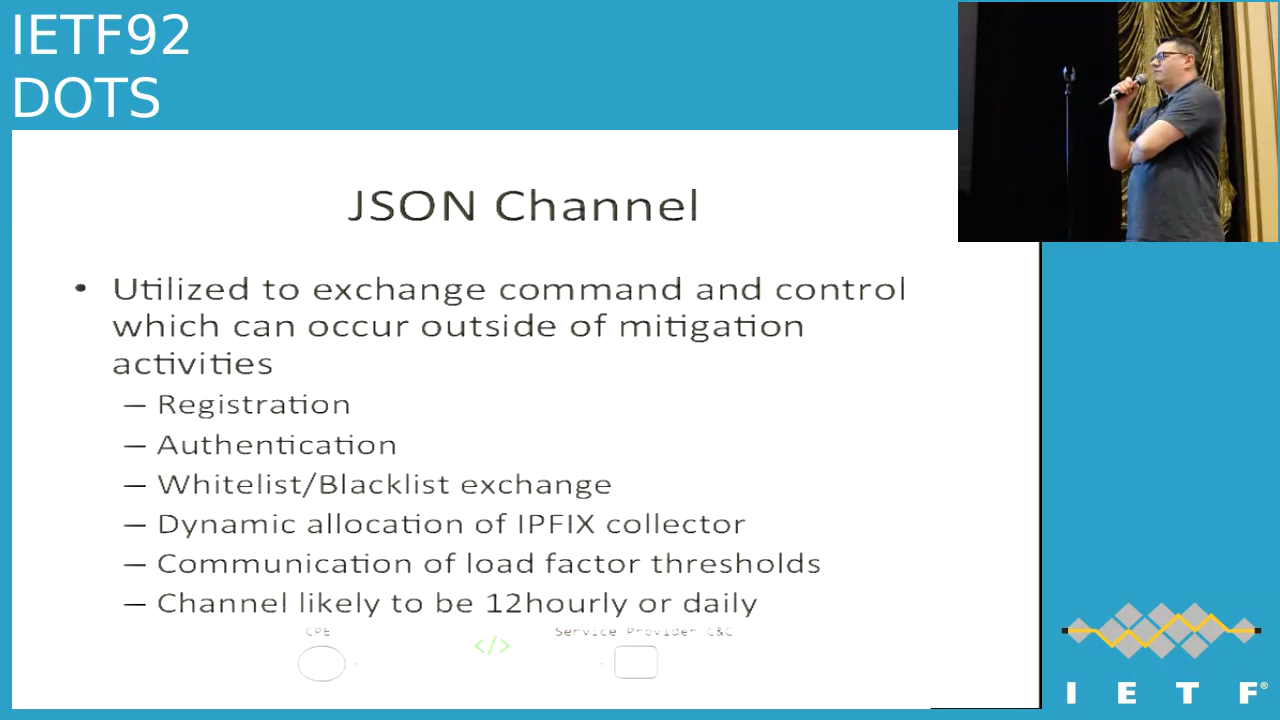 IETF92
DOTS
JSON Channel
• Utilized to exchange command and control
which can occur outside of mitigation
activities
– Registration
– Authentication
– Whitelist/Blacklist exchange
– Dynamic allocation of IPFIX collector
– Communication of load factor thresholds
– Channel likely to be 12hourly or daily
CPE
Service Provider C&C
</>
I E T F®